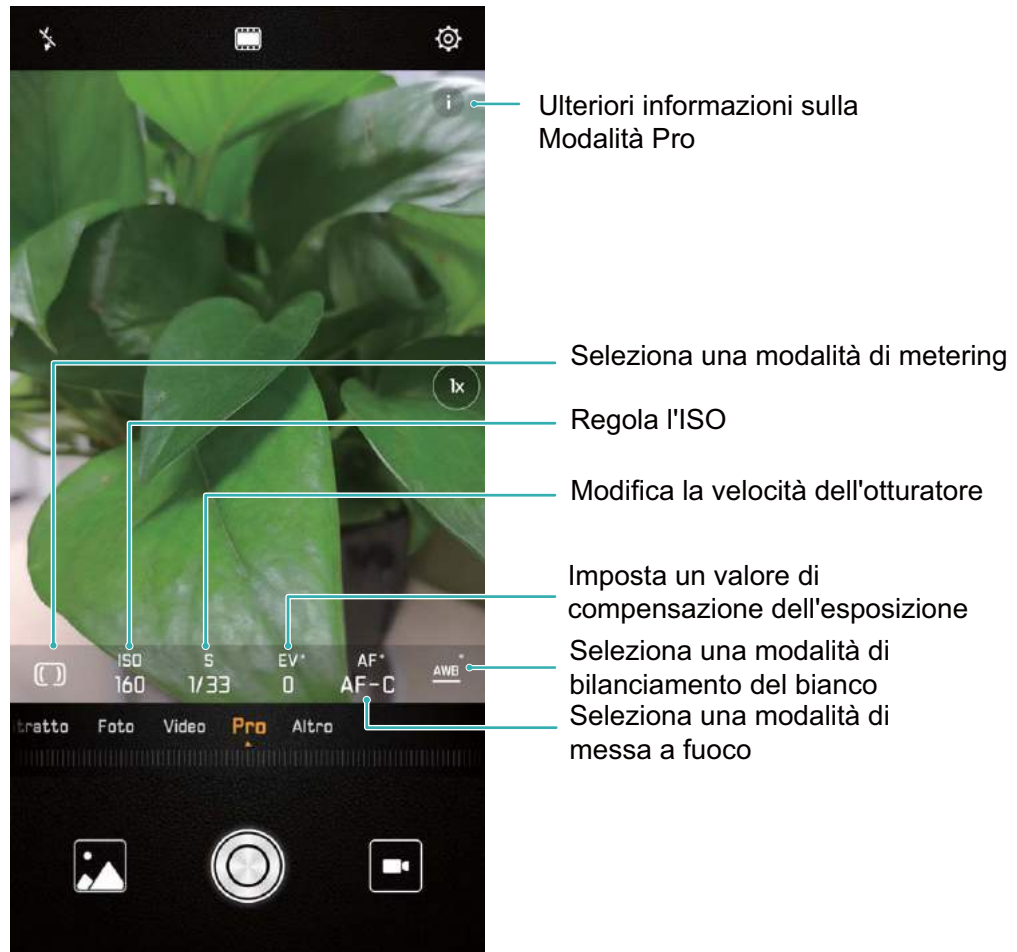 i
Ulteriori informazioni sulla
Modalità Pro
Seleziona una modalità di metering
1x
Regola l'ISO
Modifica la velocità dell'otturatore
Imposta un valore di
compensazione dell'esposizione
Seleziona una modalità di
bilanciamento del bianco
Seleziona una modalità di
messa a fuoco
ISO
160
S
1/33
EV•
0
AF•
AF-C
AWB
tratto Foto Video Pro Altro